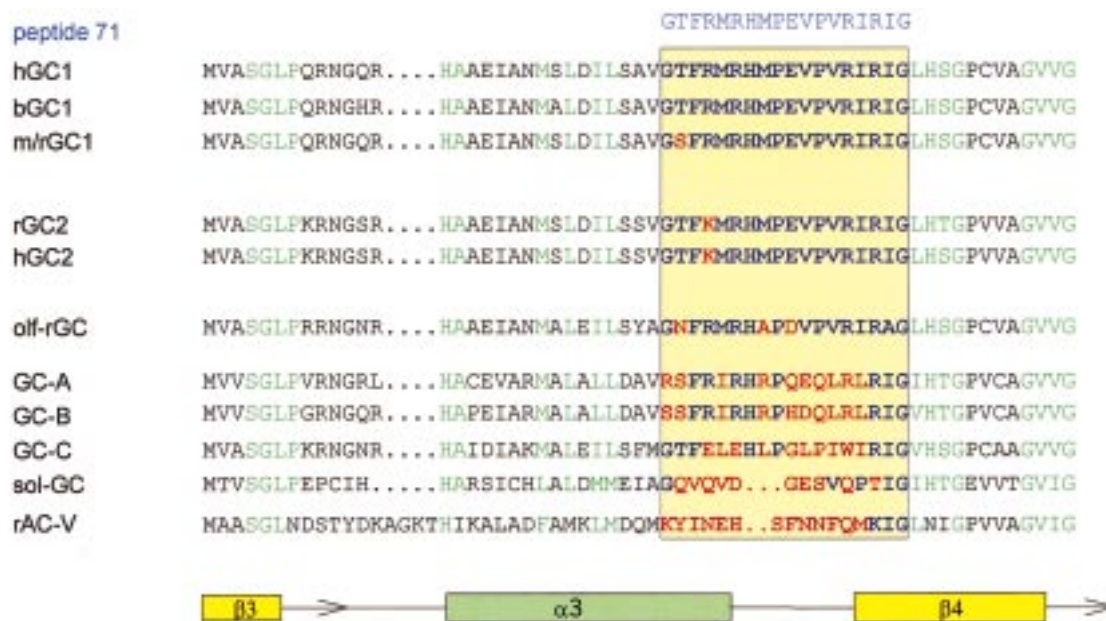 GTFRMRHMPEVPVRIRIG
peptide 71
hGC1 MVASGLPQRNGQR....HAAEIANMSLDILSAVGTFRMRHMPEVPVRIRIGLHSGPCVAGVVG
bGC1 MVASGLPQRNGHR....HAAEIANMALDILSAVGTFRMRHMPEVPVRIRIGLHSGPCVAGVVG
m/rGC1 MVASGLPQRNGQR....HAAEIANMSLDILSAVGSFRMRHMPEVPVRIRIGLHSGPCVAGVVG
rGC2 MVASGLPKRNGSR....HAAEIANMSLDILSSVGTFKMRHMPEVPVRIRIGLHTGPVVAGVVG
hGC2 MVASGLPKRNGSR....HAAEIANMSLDILSSVGTFKMRHMPEVPVRIRIGLHSGPVVAGVVG
olf-rGC MVASGLPRRNGNR....HAAEIANMALEILSYAGNFRMRHAPDVPVRIRAGLHSGPCVAGVVG
GC-A MVVSGLPVRNGRL....HACEVARMALALLDAVRSFRIRHRPQEQLRLRIGIHTGPVCAGVVG
GC-B MVVSGLPGRNGQR....HAPEIARMALALLDAVSSFRIRHRPHDQLRLRIGVHTGPVCAGVVG
GC-C MVASGLPKRNGNR....HAIDIAKMALEILSFMGTFELEHLPGLPIWIRIGVHSGPCAAGVVG
sol-GC MTVSGLPEPCIH.....HARSICHLALDMMEIAGQVQVD...GESVQPTIGIHTGEVVTGVIG
rAC-V MAASGLNDSTYDKAGKTHIKALADFAMKLMDQMKYINEH..SFNNFQMKIGLNIGPVVAGVIG
β3 α3 β4